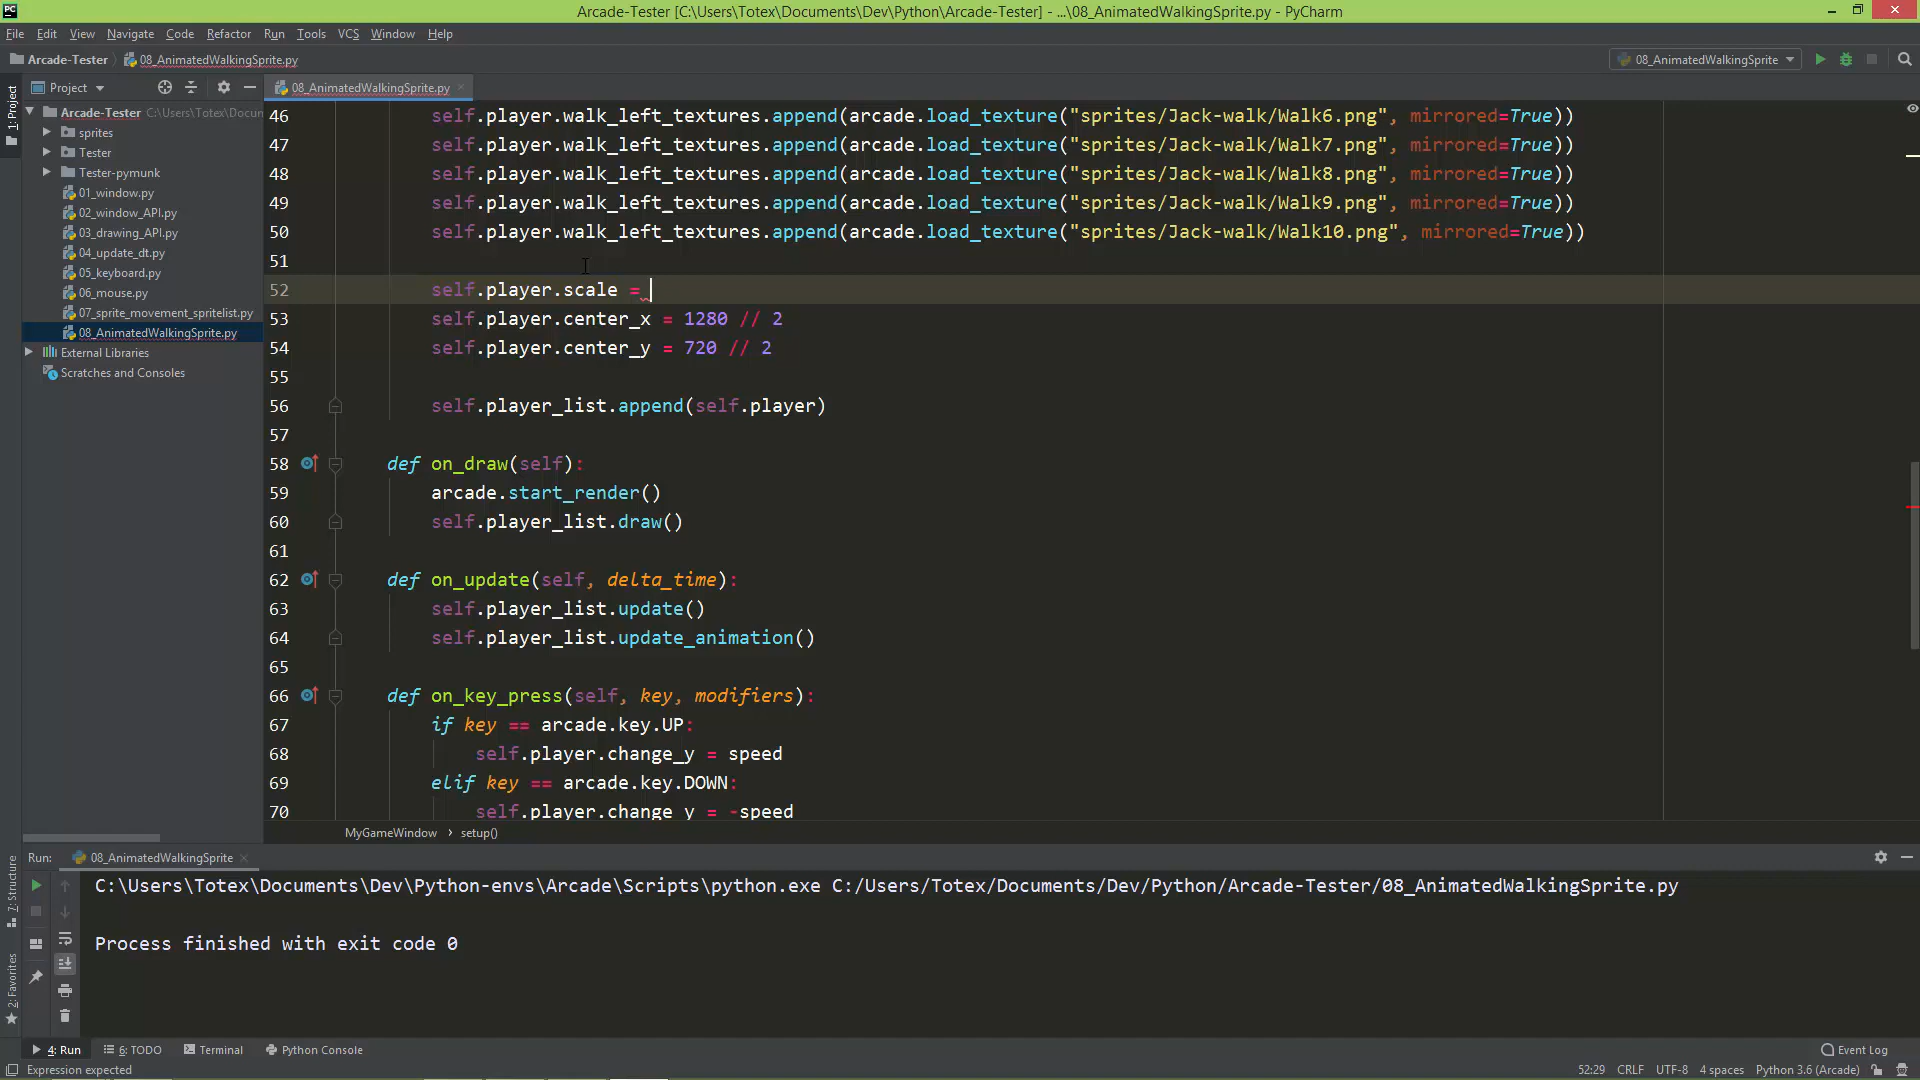 Arcade-Tester [C:\Users\Totex\Documents\Dev\Python\Arcade-Tester] - ...\08_AnimatedWalkingSprite.py - PyCharm
File Edit View Navigate Code Refactor Run Tools VCS Window Help
Arcade-Tester 08_AnimatedWalkingSprite.py
08_AnimatedWalkingSprite
1: Project
Project
08_AnimatedWalkingSprite.py
Arcade-Tester C:\Users\Totex\Docun
sprites
Tester
Tester-pymunk
01_window.py
02_window_API.py
03_drawing_API.py
04_update_dt.py
05_keyboard.py
06_mouse.py
07_sprite_movement_spritelist.py
08_AnimatedWalkingSprite.py
External Libraries
Scratches and Consoles
46 self.player.walk_left_textures.append(arcade.load_texture("sprites/Jack-walk/Walk6.png", mirrored=True))
47 self.player.walk_left_textures.append(arcade.load_texture("sprites/Jack-walk/Walk7.png", mirrored=True))
48 self.player.walk_left_textures.append(arcade.load_texture("sprites/Jack-walk/Walk8.png", mirrored=True))
49 self.player.walk_left_textures.append(arcade.load_texture("sprites/Jack-walk/Walk9.png", mirrored=True))
50 self.player.walk_left_textures.append(arcade.load_texture("sprites/Jack-walk/Walk10.png", mirrored=True))
51
52 self.player.scale =
53 self.player.center_x = 1280 // 2
54 self.player.center_y = 720 // 2
55
56 self.player_list.append(self.player)
57
58 def on_draw(self):
59 arcade.start_render()
60 self.player_list.draw()
61
62 def on_update(self, delta_time):
63 self.player_list.update()
64 self.player_list.update_animation()
65
66 def on_key_press(self, key, modifiers):
67 if key == arcade.key.UP:
68 self.player.change_y = speed
69 elif key == arcade.key.DOWN:
70 self.player.change_y = -speed
MyGameWindow › setup()
Run: 08_AnimatedWalkingSprite
C:\Users\Totex\Documents\Dev\Python-envs\Arcade\Scripts\python.exe C:/Users/Totex/Documents/Dev/Python/Arcade-Tester/08_AnimatedWalkingSprite.py
Process finished with exit code 0
7: Structure
2: Favorites
4: Run 6: TODO Terminal Python Console Event Log
Expression expected 52:29 CRLF UTF-8 4 spaces Python 3.6 (Arcade)